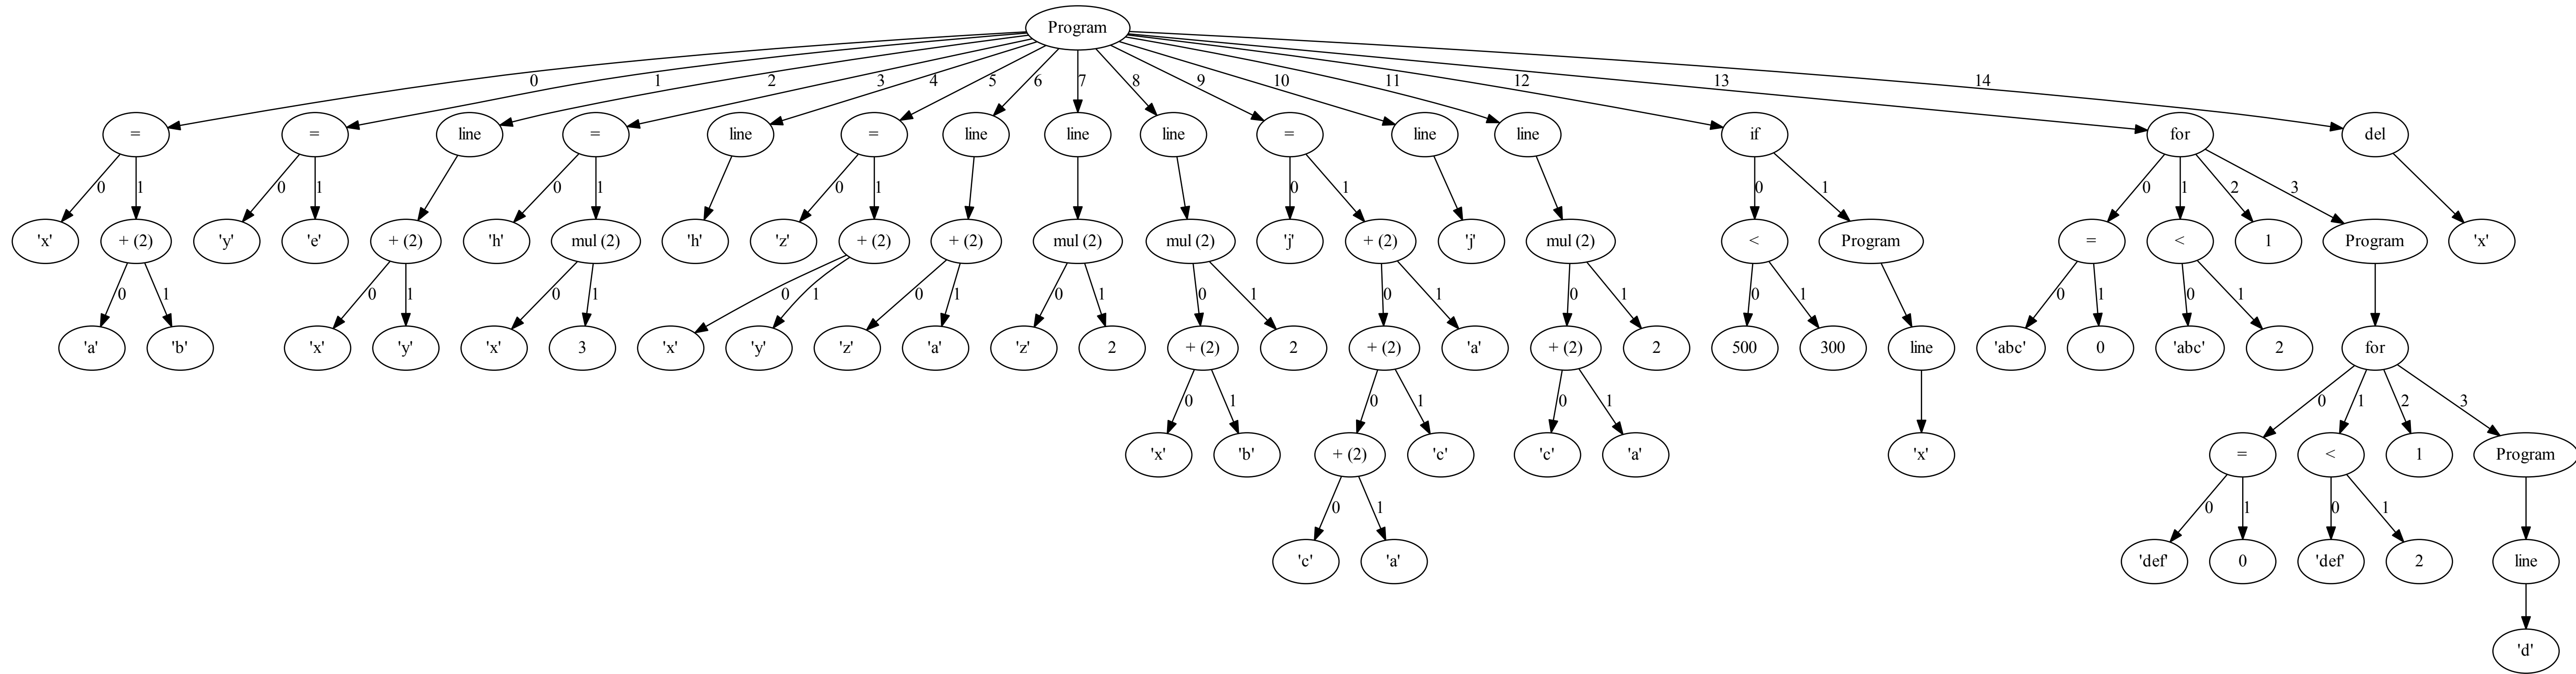 Program
0 1 2 3 4 5 6 7 8 9 10 11 12 13 14
= = line = line = line line line = line line if for del
0 1 0 1 0 1 0 1 0 1 0 1 0 1 2 3
'x' + (2) 'y' 'e' + (2) 'h' mul (2) 'h' 'z' + (2) + (2) mul (2) mul (2) 'j' + (2) 'j' mul (2) < Program = < 1 Program 'x'
0 1 0 1 0 1 0 1 0 1 0 1 0 1 0 1 0 1 0 1 0 1 0 1
'a' 'b' 'x' 'y' 'x' 3 'x' 'y' 'z' 'a' 'z' 2 + (2) 2 + (2) 'a' + (2) 2 500 300 line 'abc' 0 'abc' 2 for
0 1 0 1 0 1 0 1 2 3
'x' 'b' + (2) 'c' 'c' 'a' 'x' = < 1 Program
0 1 0 1 0 1
'c' 'a' 'def' 0 'def' 2 line
'd'